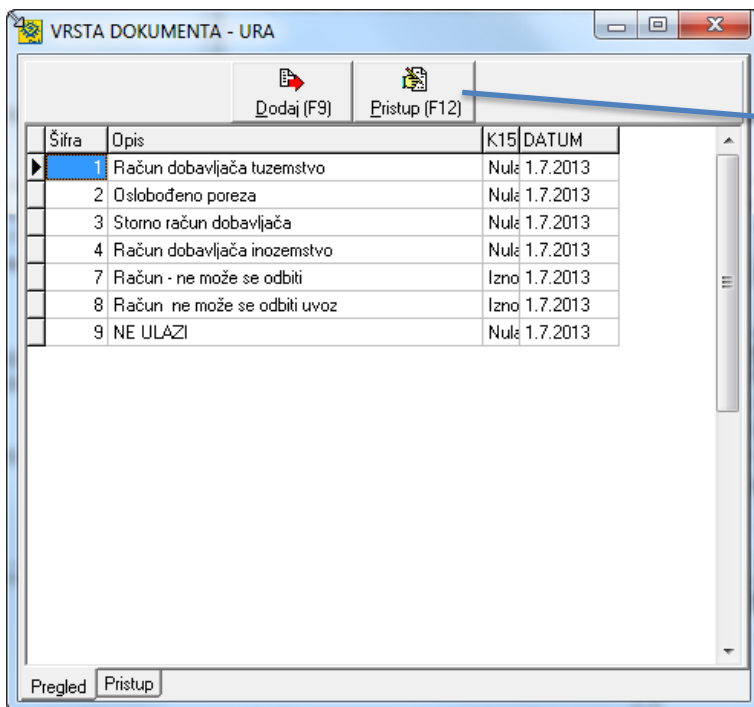 VRSTA DOKUMENTA - URA
Dodaj (F9) Pristup (F12)
Šifra Opis K15 DATUM
1 Račun dobavljača tuzemstvo Nula 1.7.2013
2 Oslobođeno poreza Nula 1.7.2013
3 Storno račun dobavljača Nula 1.7.2013
4 Račun dobavljača inozemstvo Nula 1.7.2013
7 Račun - ne može se odbiti Izno 1.7.2013
8 Račun ne može se odbiti uvoz Izno 1.7.2013
9 NE ULAZI Nula 1.7.2013
Pregled Pristup